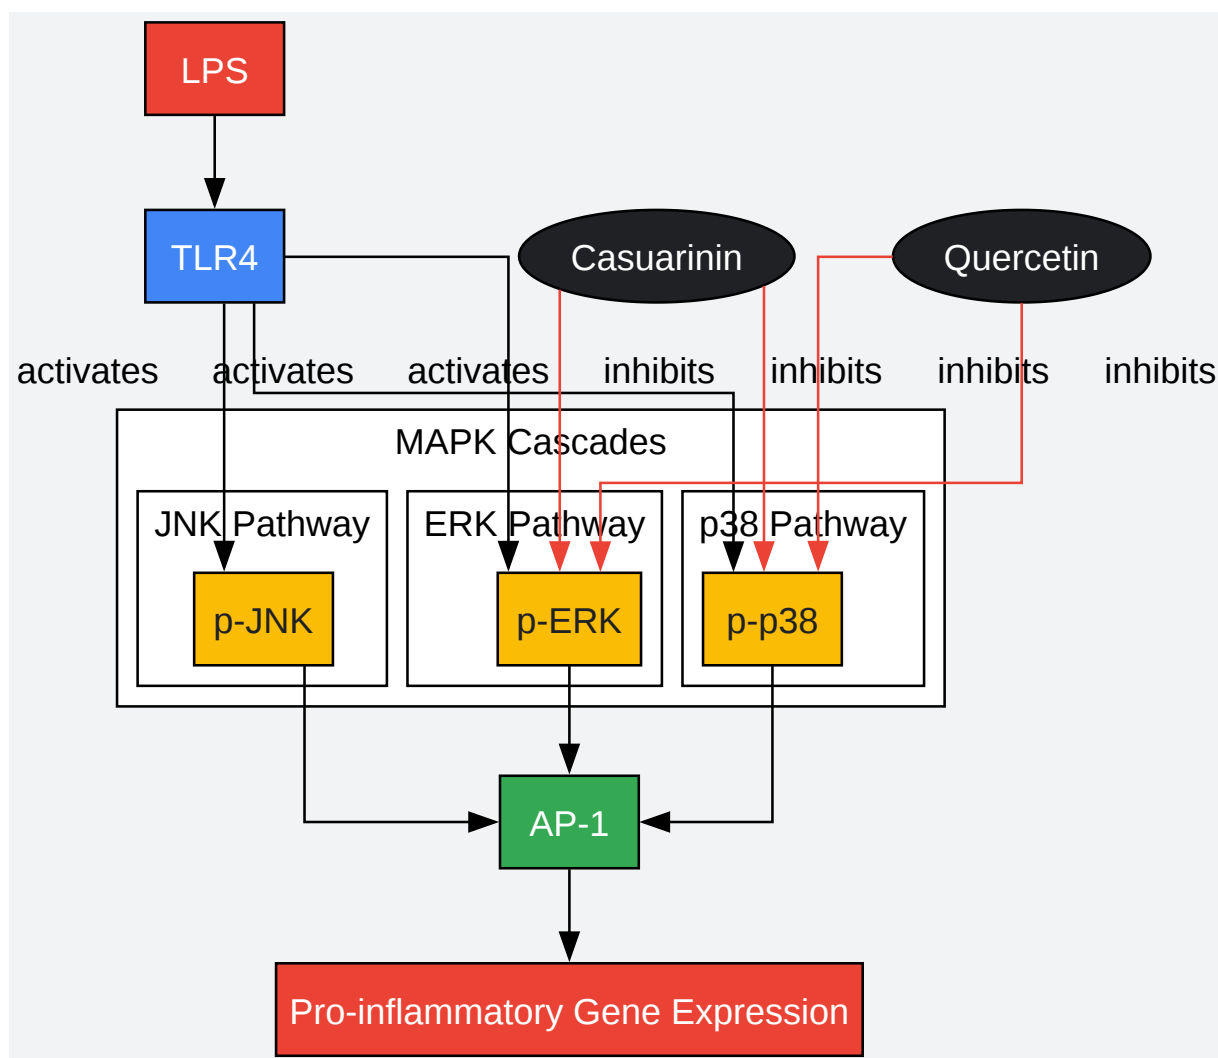 LPS
TLR4
Casuarinin
Quercetin
activates
activates
activates
inhibits
inhibits
inhibits
inhibits
MAPK Cascades
JNK Pathway
ERK Pathway
p38 Pathway
p-JNK
p-ERK
p-p38
AP-1
Pro-inflammatory Gene Expression